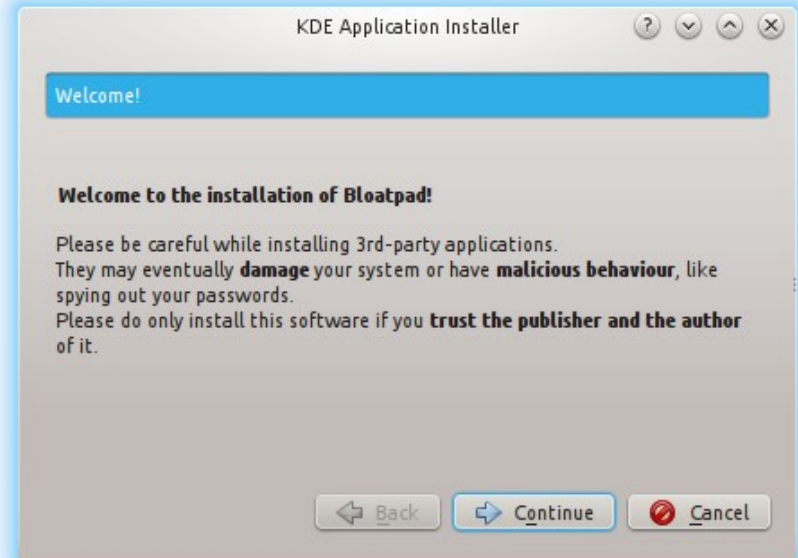 KDE Application Installer
Welcome!
Welcome to the installation of Bloatpad!
Please be careful while installing 3rd-party applications.
They may eventually damage your system or have malicious behaviour, like
spying out your passwords.
Please do only install this software if you trust the publisher and the author
of it.
Back Continue Cancel